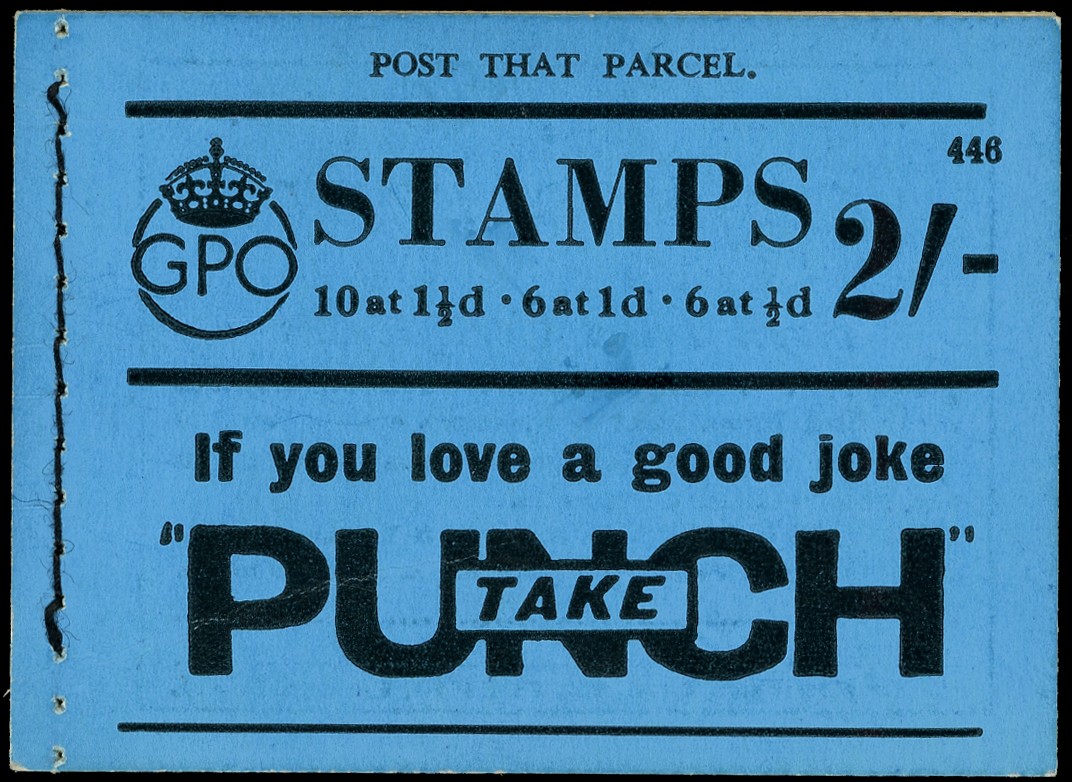 POST THAT PARCEL.
446
GPO
STAMPS 2/-
10 at 1½d · 6 at 1d · 6 at ½d
If you love a good joke
"PUNCH"
TAKE